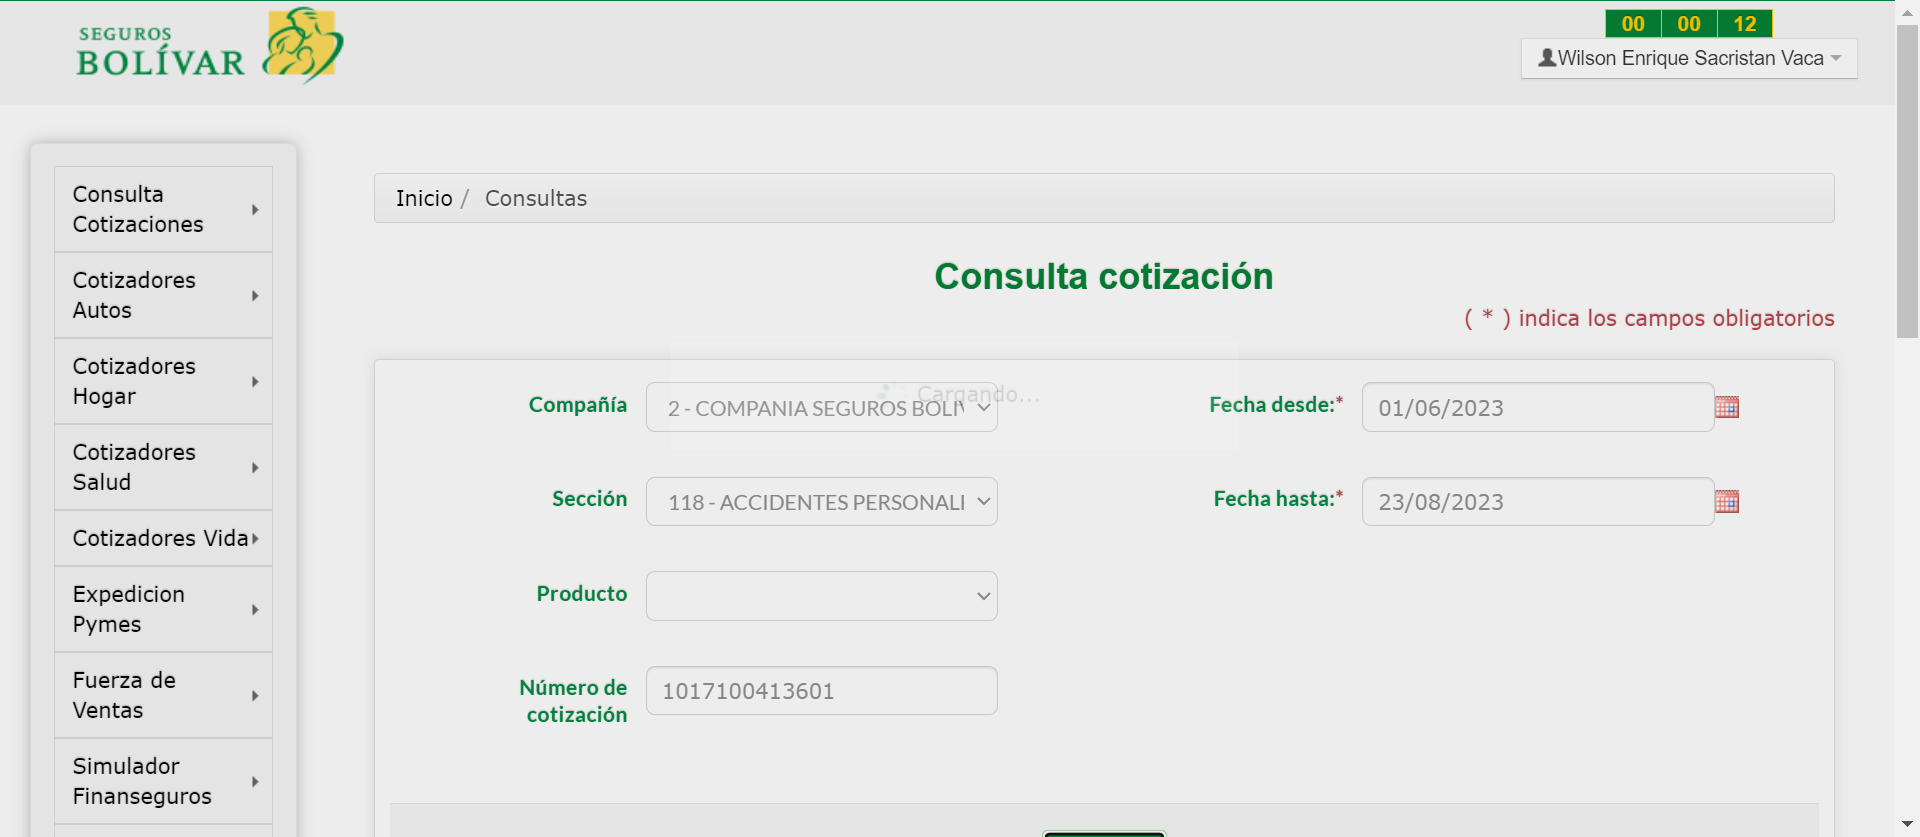 SEGUROS
BOLÍVAR
00 00 12
Wilson Enrique Sacristan Vaca
Consulta
Cotizaciones
Cotizadores
Autos
Cotizadores
Hogar
Cotizadores
Salud
Cotizadores Vida
Expedicion
Pymes
Fuerza de
Ventas
Simulador
Finanseguros
Inicio / Consultas
Consulta cotización
( * ) indica los campos obligatorios
Cargando...
Compañía 2 - COMPANIA SEGUROS
Fecha desde:* 01/06/2023
Sección 118 - ACCIDENTES
Fecha hasta:* 23/08/2023
Producto
Número de
cotización
1017100413601